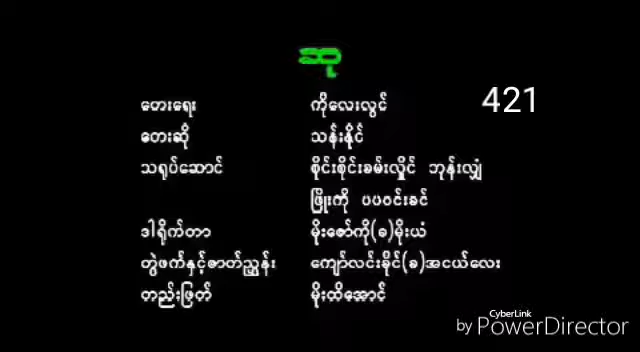 ဆု
421
တေးရေး ကိုလေးလွင်
တေးဆို သန်းနိုင်
သရုပ်ဆောင် စိုင်းစိုင်းခမ်းလှိုင် ဘုန်းလျှံ
ဖြိုးကို ပပဝင်းခင်
ဒါရိုက်တာ မိုးဇော်ကို(ခ)မိုးယံ
တွဲဖက်နှင့်ဇာတ်ညွှန်း ကျော်လင်းခိုင်(ခ)အငယ်လေး
တည်းဖြတ် မိုးထိအောင်
CyberLink
by PowerDirector